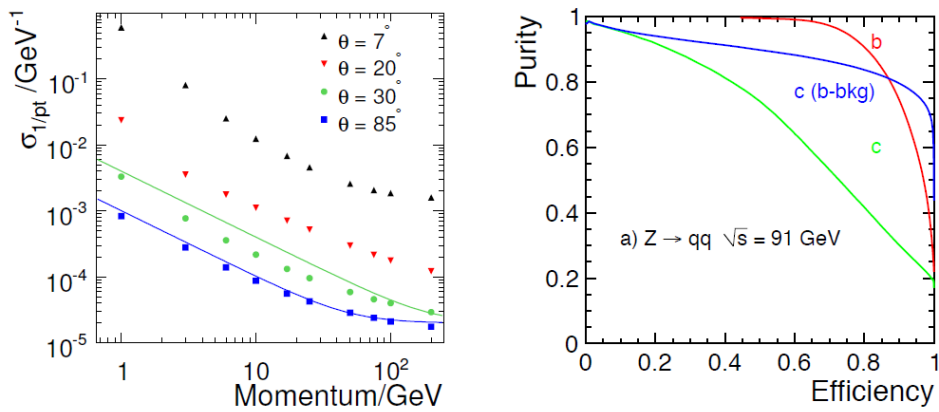 σ1/pt /GeV-1
10-1
10-2
10-3
10-4
10-5
θ = 7°
θ = 20°
θ = 30°
θ = 85°
1
10
10²
Momentum/GeV
Purity
1
0.8
0.6
0.4
0.2
0
b
c (b-bkg)
c
a) Z → qq √s = 91 GeV
0 0.2 0.4 0.6 0.8 1
Efficiency